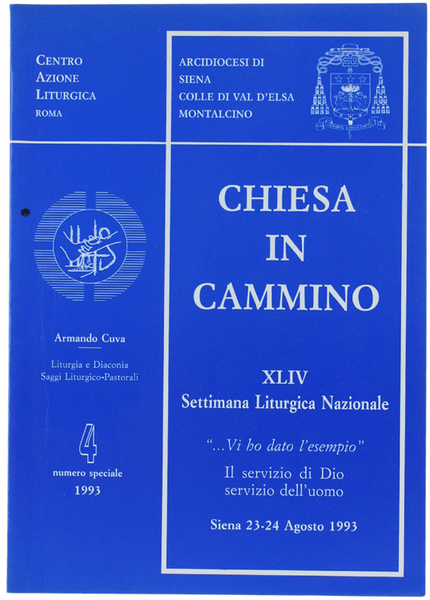 CENTRO
AZIONE
LITURGICA
ROMA
ARCIDIOCESI DI
SIENA
COLLE DI VAL D'ELSA
MONTALCINO
Armando Cuva
Liturgia e Diaconia
Saggi Liturgico-Pastorali
4
numero speciale
1993
CHIESA
IN
CAMMINO
XLIV
Settimana Liturgica Nazionale
“...Vi ho dato l'esempio”
Il servizio di Dio
servizio dell'uomo
Siena 23-24 Agosto 1993